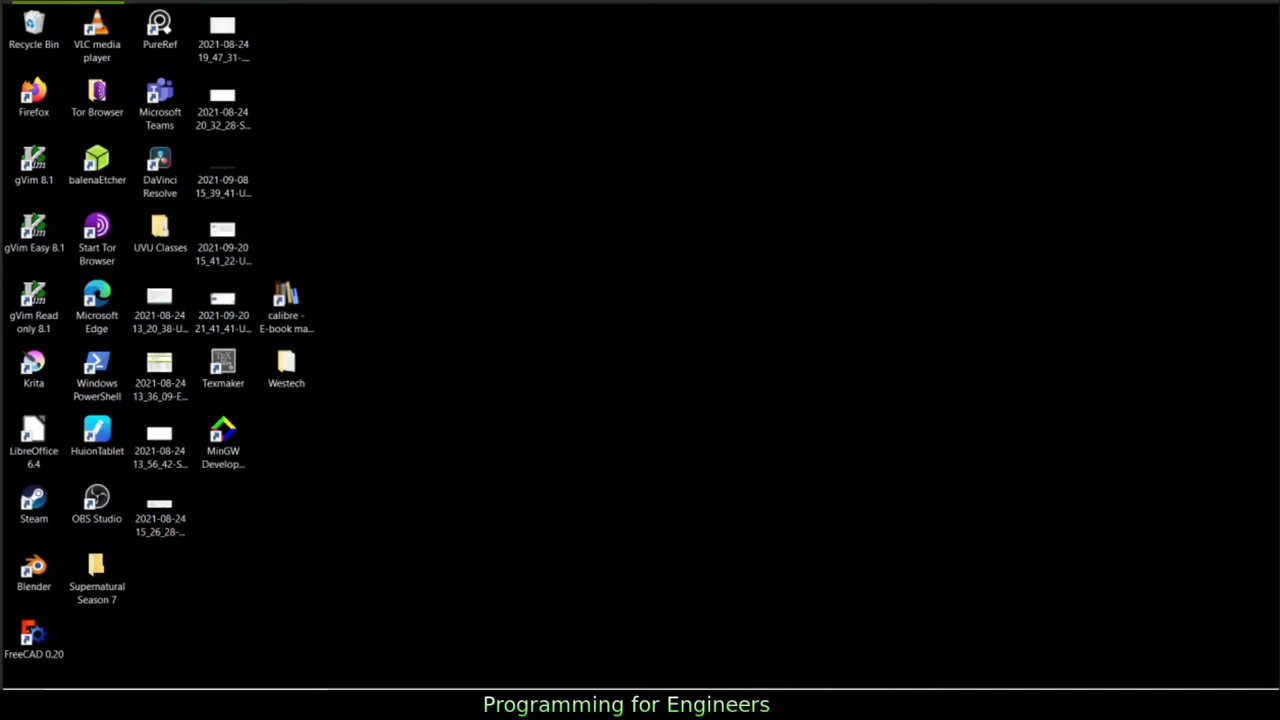 Recycle Bin
VLC media
player
PureRef
2021-08-24
19_47_31-...
Firefox
Tor Browser
Microsoft
Teams
2021-08-24
20_32_28-S...
gVim 8.1
balenaEtcher
DaVinci
Resolve
2021-09-08
15_39_41-U...
gVim Easy 8.1
Start Tor
Browser
UVU Classes
2021-09-20
15_41_22-U...
gVim Read
only 8.1
Microsoft
Edge
2021-08-24
13_20_38-U...
2021-09-20
21_41_41-U...
calibre -
E-book ma...
Krita
Windows
PowerShell
2021-08-24
13_36_09-E...
Texmaker
Westech
LibreOffice
6.4
HuionTablet
2021-08-24
13_56_42-S...
MinGW
Develop...
Steam
OBS Studio
2021-08-24
15_26_28-...
Blender
Supernatural
Season 7
FreeCAD 0.20
Programming for Engineers